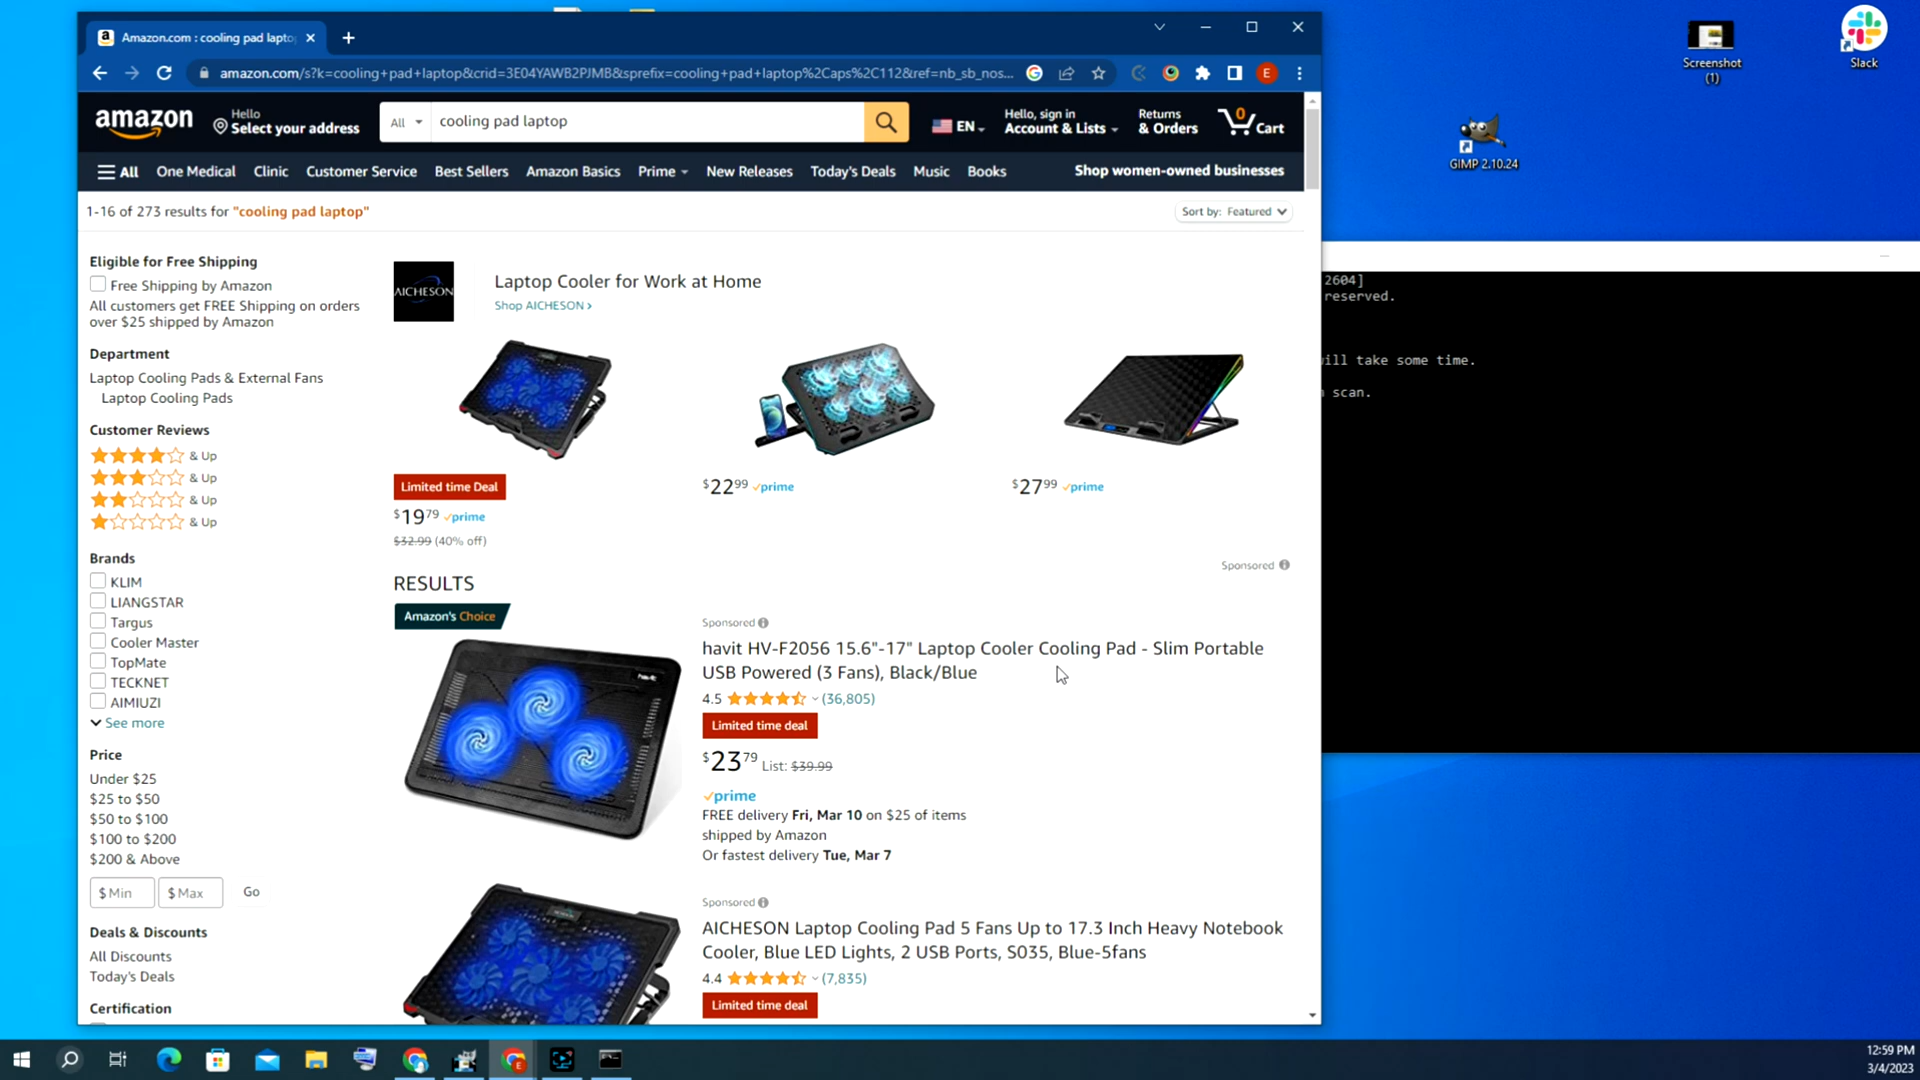 Amazon.com : cooling pad lapto
amazon.com/s?k=cooling+pad+laptop&crid=3E04YAWB2PJMB&sprefix=cooling+pad+laptop%2Caps%2C112&ref=nb_sb_nos...
E
amazon
Hello
Select your address
All
cooling pad laptop
EN
Hello, sign in
Account & Lists
Returns
& Orders
0
Cart
All
One Medical
Clinic
Customer Service
Best Sellers
Amazon Basics
Prime
New Releases
Today's Deals
Music
Books
Shop women-owned businesses
1-16 of 273 results for "cooling pad laptop"
Sort by: Featured
Eligible for Free Shipping
Free Shipping by Amazon
All customers get FREE Shipping on orders
over $25 shipped by Amazon
Department
Laptop Cooling Pads & External Fans
Laptop Cooling Pads
Customer Reviews
& Up
& Up
& Up
& Up
Brands
KLIM
LIANGSTAR
Targus
Cooler Master
TopMate
TECKNET
AIMIUZI
See more
Price
Under $25
$25 to $50
$50 to $100
$100 to $200
$200 & Above
$ Min
$ Max
Go
Deals & Discounts
All Discounts
Today's Deals
Certification
AICHESON
Laptop Cooler for Work at Home
Shop AICHESON ›
Limited time Deal
$19 79 prime
$32.99 (40% off)
$22 99 prime
$27 99 prime
Sponsored
RESULTS
Amazon's Choice
havit
Sponsored
havit HV-F2056 15.6"-17" Laptop Cooler Cooling Pad - Slim Portable
USB Powered (3 Fans), Black/Blue
4.5 (36,805)
Limited time deal
$23 79 List: $39.99
prime
FREE delivery Fri, Mar 10 on $25 of items
shipped by Amazon
Or fastest delivery Tue, Mar 7
Sponsored
AICHESON Laptop Cooling Pad 5 Fans Up to 17.3 Inch Heavy Notebook
Cooler, Blue LED Lights, 2 USB Ports, S035, Blue-5fans
4.4 (7,835)
Limited time deal
Screenshot
(1)
Slack
GIMP 2.10.24
2604]
reserved.
ill take some time.
scan.
E
12:59 PM
3/4/2023